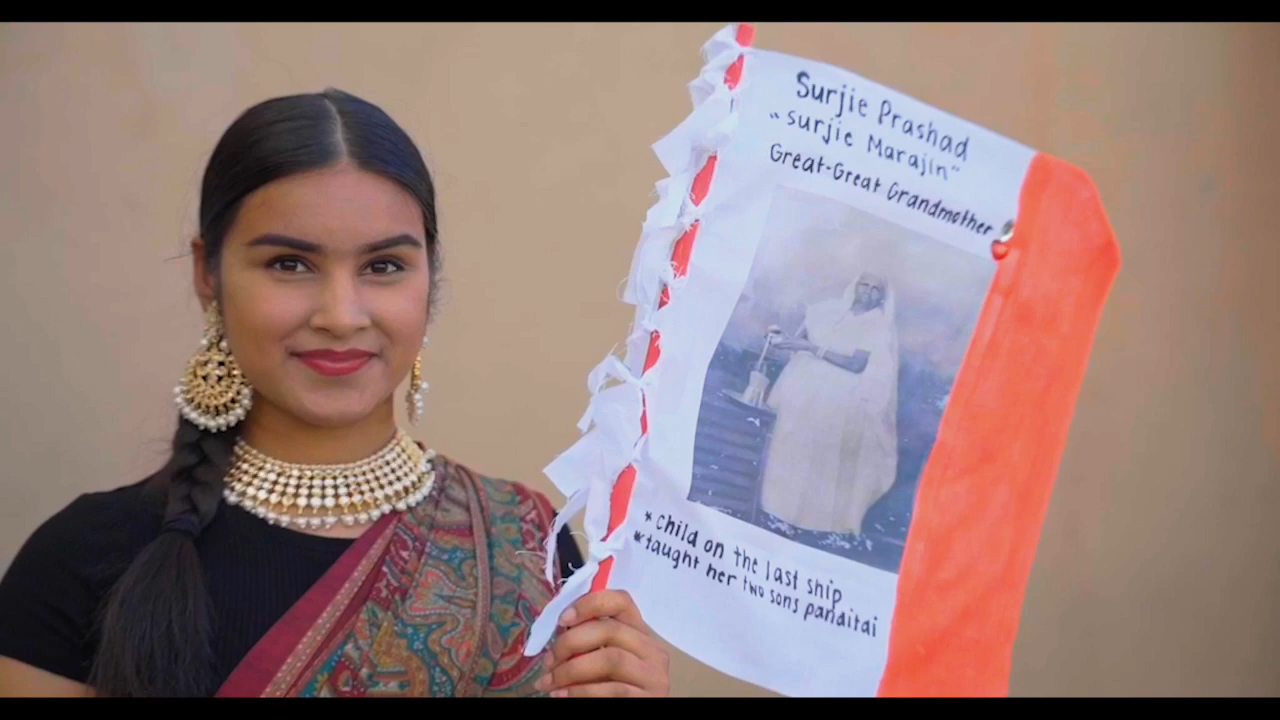 Surjie Prashad
"Surjie Marajin"
Great-Great Grandmother
* Child on the last ship
* taught her two sons panditai